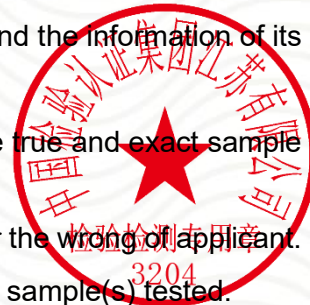 nd the information of its
e true and exact sample
r the wrong of applicant.
sample(s) tested.
中国检验认证集团江苏有限公司
检验检测专用章
3204